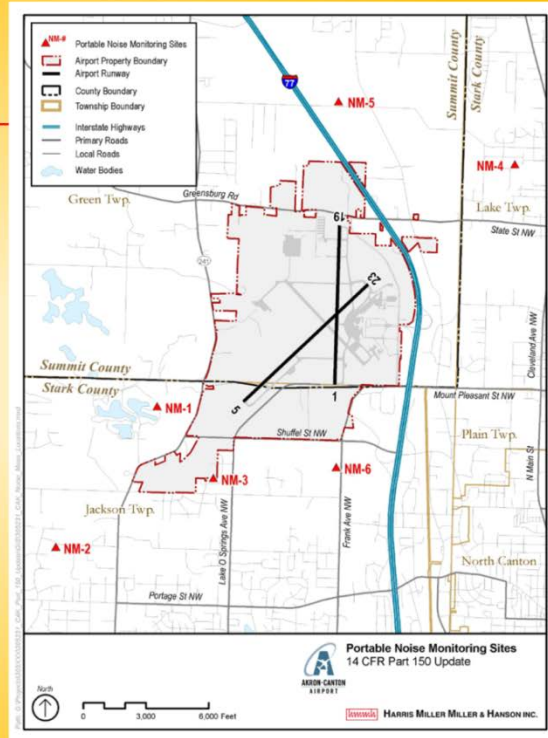 NM-#
Portable Noise Monitoring Sites
Airport Property Boundary
Airport Runway
County Boundary
Township Boundary
Interstate Highways
Primary Roads
Local Roads
Water Bodies
77
NM-5
Summit County
Stark County
NM-4
Green Twp.
Greensburg Rd
Lake Twp.
19
State St NW
241
23
Cleveland Ave NW
Summit County
Stark County
NM-1
5
1
Mount Pleasant St NW
Shuffel St NW
Plain Twp.
N Main St
NM-3
NM-6
Jackson Twp.
Lake O Springs Ave NW
Frank Ave NW
NM-2
North Canton
Portage St NW
Portable Noise Monitoring Sites
14 CFR Part 150 Update
AKRON-CANTON
AIRPORT
North
0 3,000 6,000 Feet
hmmh
HARRIS MILLER MILLER & HANSON INC.